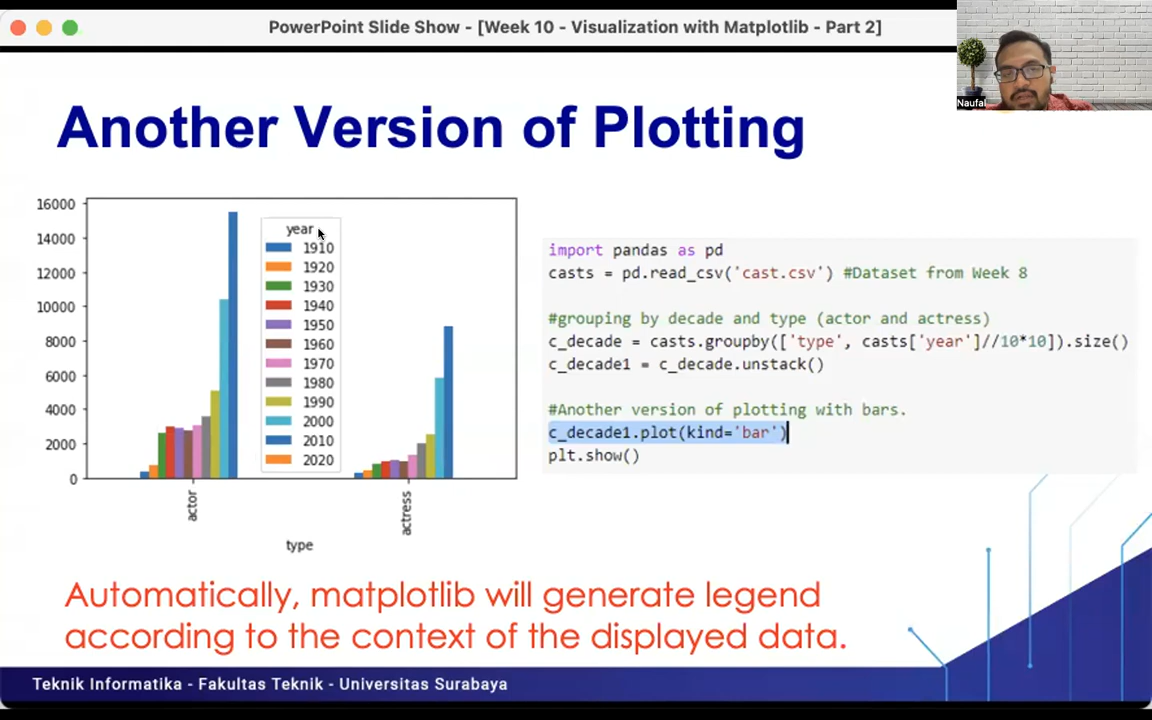 PowerPoint Slide Show - [Week 10 - Visualization with Matplotlib - Part 2]
Naufal
Another Version of Plotting
16000
14000
12000
10000
8000
6000
4000
2000
0
year
1910
1920
1930
1940
1950
1960
1970
1980
1990
2000
2010
2020
actor
actress
type
import pandas as pd
casts = pd.read_csv('cast.csv') #Dataset from Week 8
#grouping by decade and type (actor and actress)
c_decade = casts.groupby(['type', casts['year']//10*10]).size()
c_decade1 = c_decade.unstack()
#Another version of plotting with bars.
c_decade1.plot(kind='bar')
plt.show()
Automatically, matplotlib will generate legend
according to the context of the displayed data.
Teknik Informatika - Fakultas Teknik - Universitas Surabaya